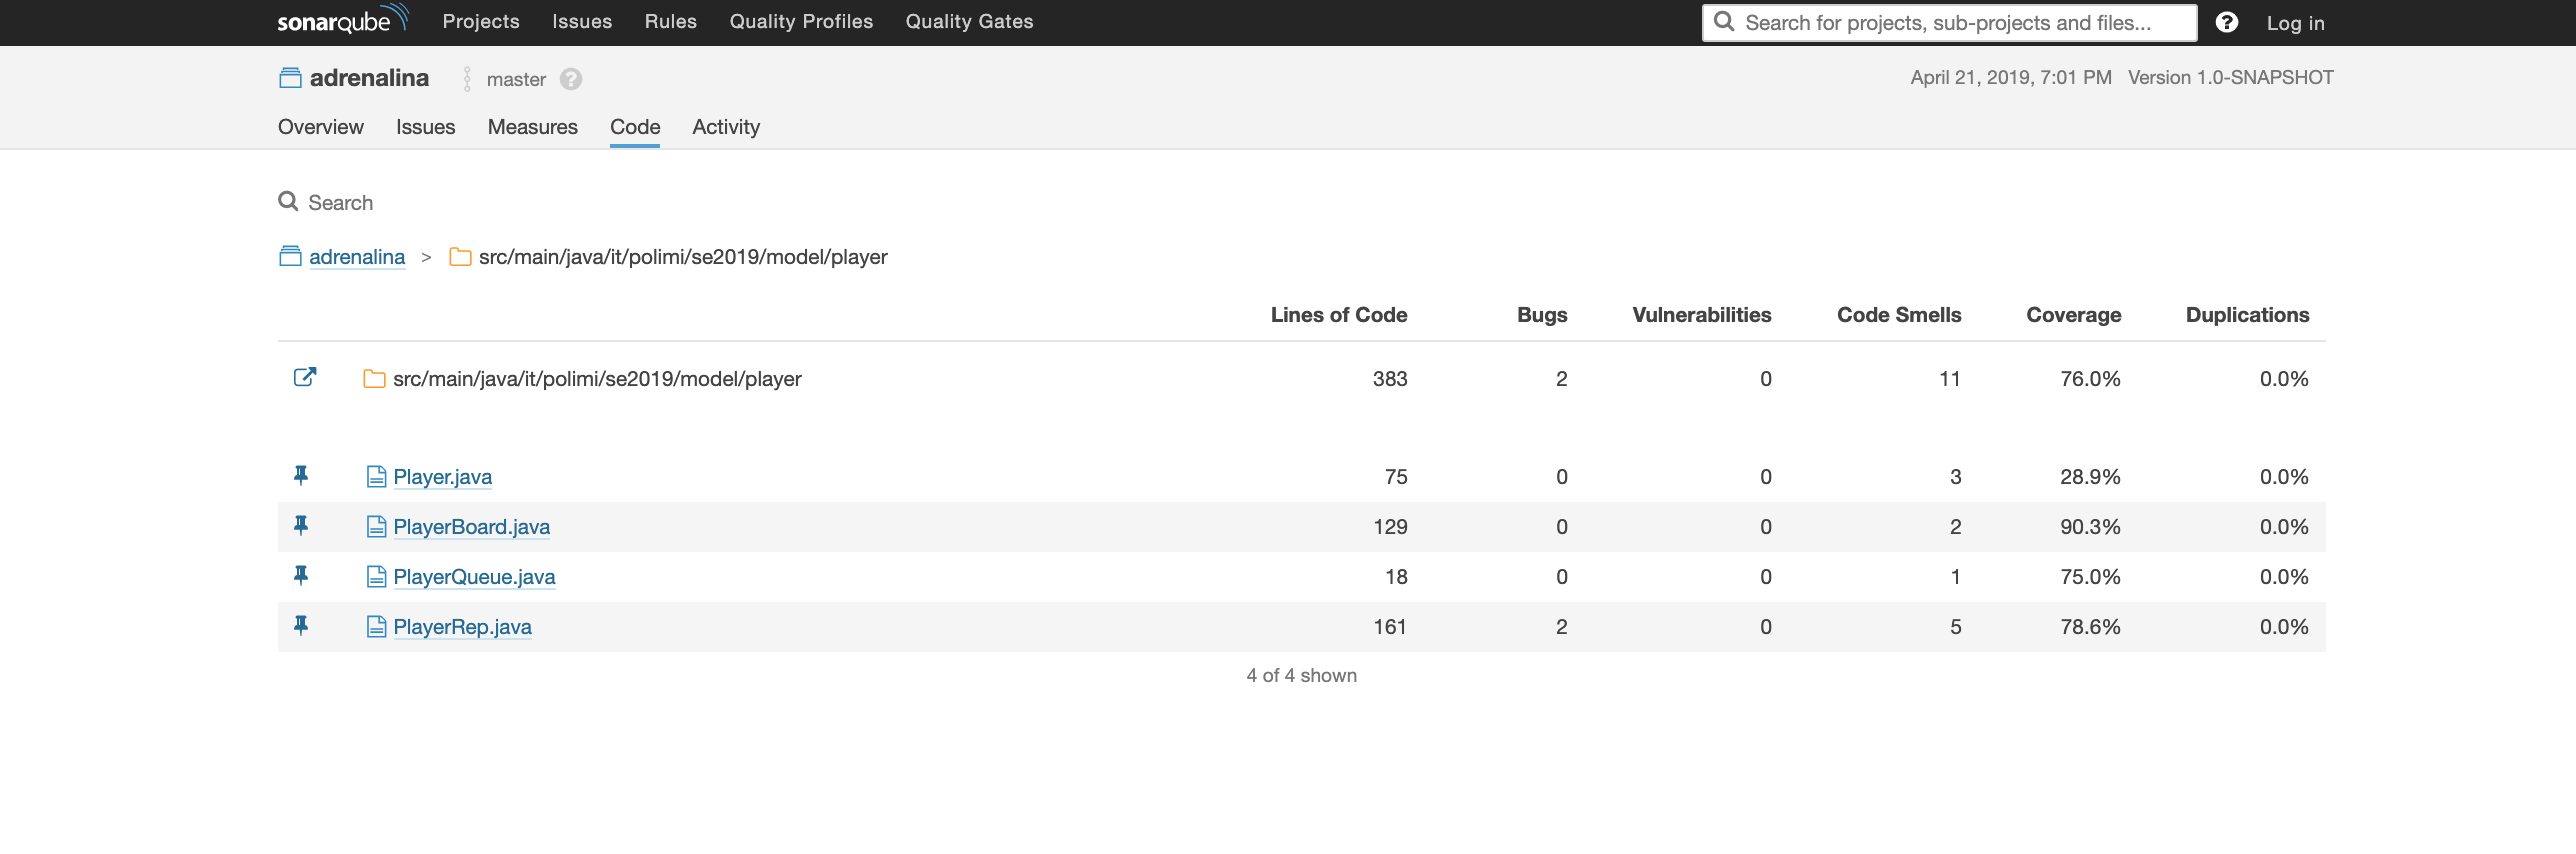 sonarqube Projects Issues Rules Quality Profiles Quality Gates Search for projects, sub-projects and files... ? Log in
adrenalina master ? April 21, 2019, 7:01 PM Version 1.0-SNAPSHOT
Overview Issues Measures Code Activity
Search
adrenalina > src/main/java/it/polimi/se2019/model/player
Lines of Code Bugs Vulnerabilities Code Smells Coverage Duplications
src/main/java/it/polimi/se2019/model/player 383 2 0 11 76.0% 0.0%
Player.java 75 0 0 3 28.9% 0.0%
PlayerBoard.java 129 0 0 2 90.3% 0.0%
PlayerQueue.java 18 0 0 1 75.0% 0.0%
PlayerRep.java 161 2 0 5 78.6% 0.0%
4 of 4 shown